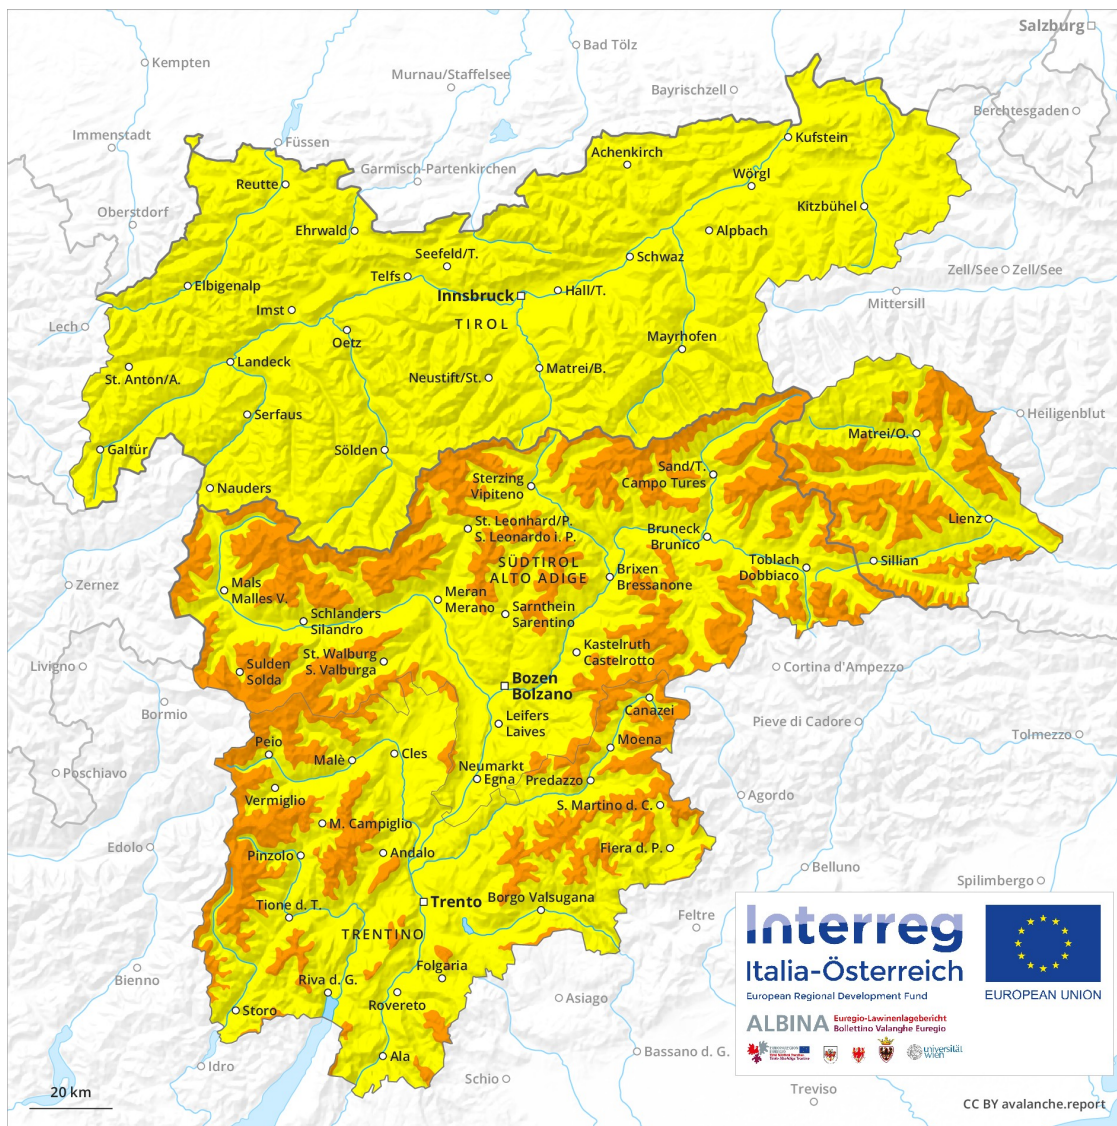 Salzburg
Bad Tölz
Kempten
Murnau/Staffelsee
Bayrischzell
Berchtesgaden
Immenstadt
Füssen
Kufstein
Achenkirch
Garmisch-Partenkirchen
Wörgl
Reutte
Kitzbühel
Oberstdorf
Ehrwald
Alpbach
Seefeld/T.
Schwaz
Telfs
Zell/See
Zell/See
Elbigenalp
Hall/T.
Innsbruck
Mittersill
Imst
TIROL
Lech
Oetz
Mayrhofen
Landeck
Matrei/B.
St. Anton/A.
Neustift/St.
Serfaus
Heiligenblut
Matrei/O.
Galtür
Sölden
Sand/T.
Campo Tures
Sterzing
Vipiteno
Nauders
Lienz
St. Leonhard/P.
S. Leonardo i. P.
Bruneck
Brunico
SÜDTIROL
ALTO ADIGE
Toblach
Dobbiaco
Sillian
Brixen
Bressanone
Zernez
Mals
Malles V.
Meran
Merano
Sarnthein
Sarentino
Schlanders
Silandro
Kastelruth
Castelrotto
St. Walburg
S. Valburga
Livigno
Sulden
Solda
Cortina d'Ampezzo
Bozen
Bolzano
Bormio
Canazei
Leifers
Laives
Pieve di Cadore
Tolmezzo
Peio
Moena
Cles
Malè
Poschiavo
Neumarkt
Egna
Predazzo
Vermiglio
Agordo
S. Martino d. C.
M. Campiglio
Edolo
Pinzolo
Andalo
Fiera d. P.
Belluno
Spilimbergo
Tione d. T.
Trento
Borgo Valsugana
Feltre
TRENTINO
Folgaria
Bienno
Riva d. G.
Rovereto
Asiago
Storo
Ala
Bassano d. G.
Idro
Schio
Treviso
20 km
Interreg
Italia-Österreich
European Regional Development Fund
EUROPEAN UNION
ALBINA
Euregio-Lawinenlagebericht
Bollettino Valanghe Euregio
universität
wien
CC BY avalanche.report